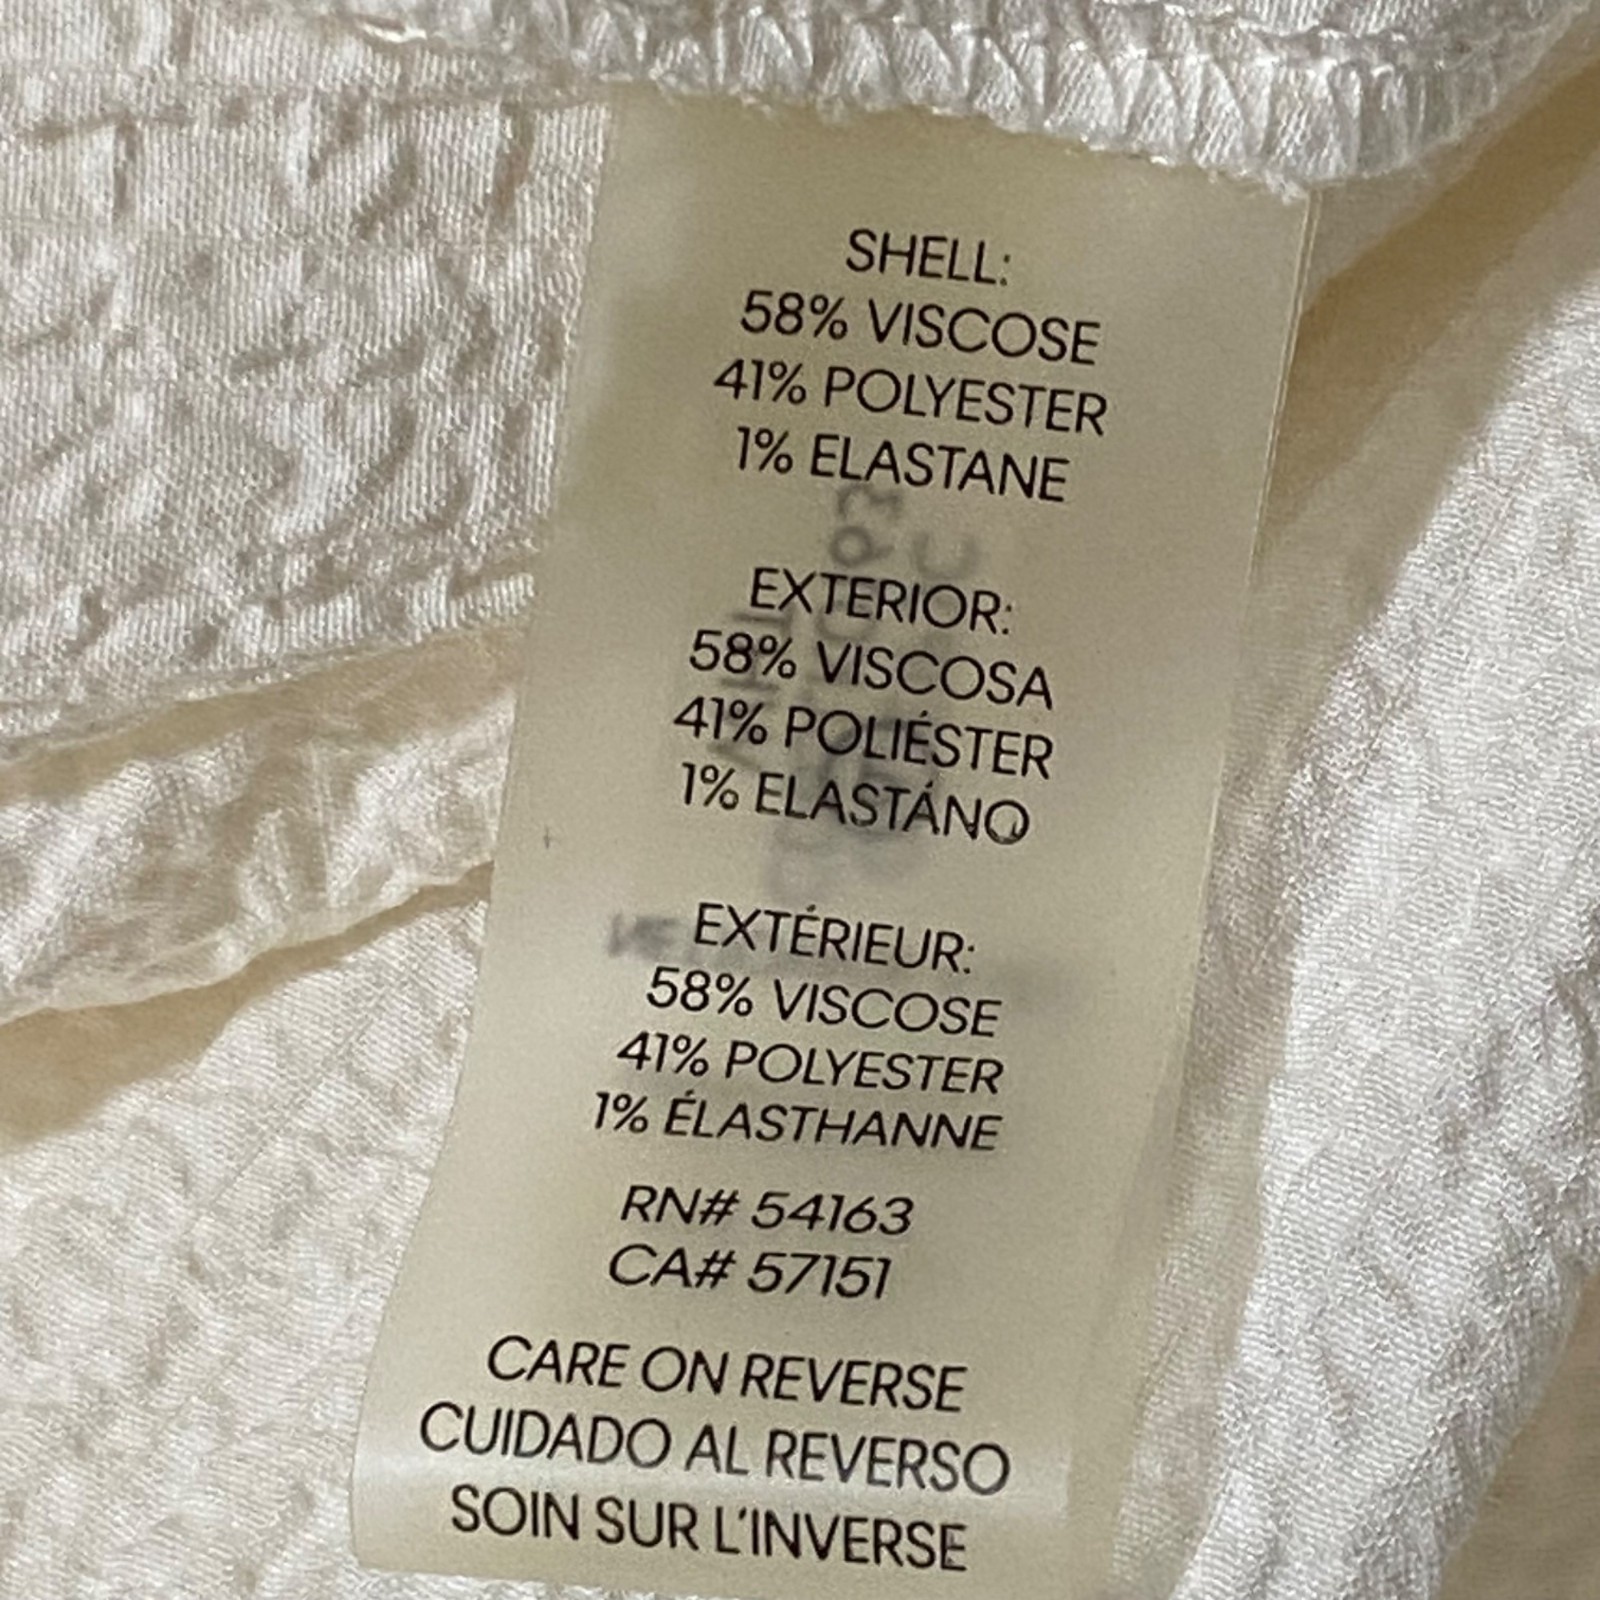 SHELL:
58% VISCOSE
41% POLYESTER
1% ELASTANE
EXTERIOR:
58% VISCOSA
41% POLIÉSTER
1% ELASTÁNO
EXTÉRIEUR:
58% VISCOSE
41% POLYESTER
1% ÉLASTHANNE
RN# 54163
CA# 57151
CARE ON REVERSE
CUIDADO AL REVERSO
SOIN SUR L'INVERSE